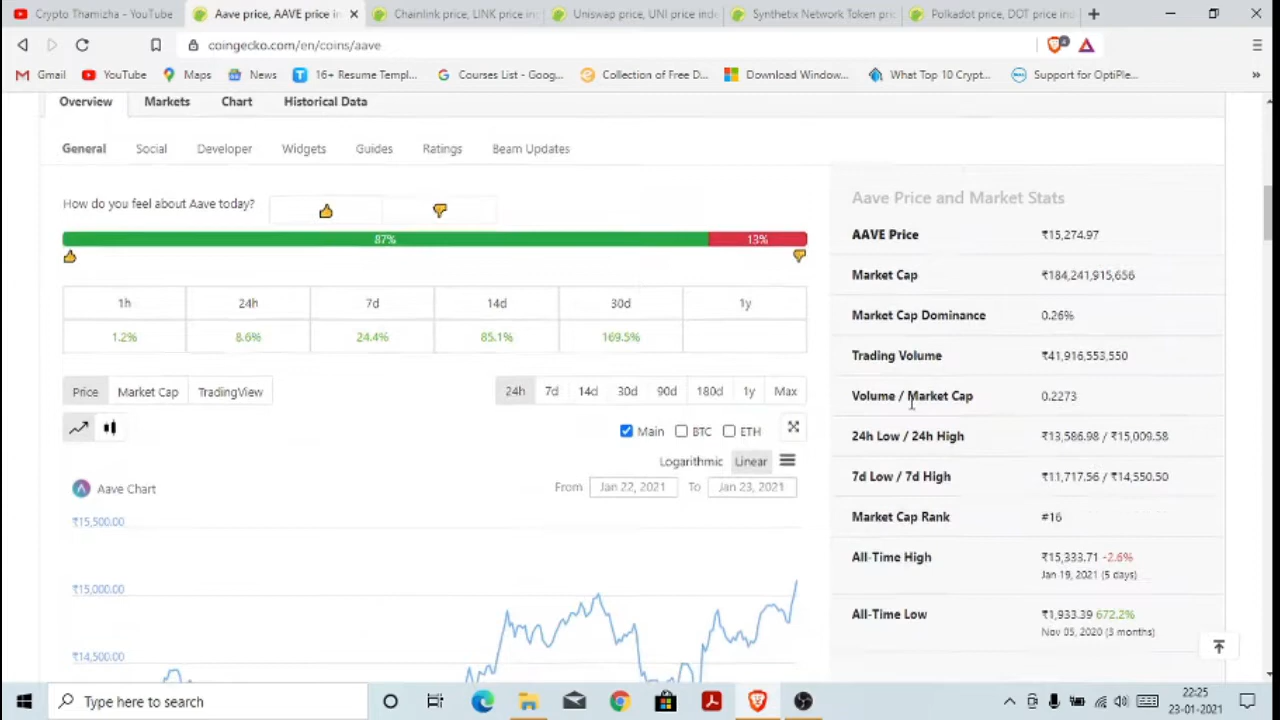 Crypto Thamizha - YouTube
Aave price, AAVE price in
Chainlink price, LINK price inc
Uniswap price, UNI price ind
Synthetix Network Token pri
Polkadot price, DOT price ind
coingecko.com/en/coins/aave
Gmail YouTube Maps News 16+ Resume Templ... Courses List - Goog... Collection of Free D... Download Window... What Top 10 Crypt... Support for OptiPle...
Overview Markets Chart Historical Data
General Social Developer Widgets Guides Ratings Beam Updates
How do you feel about Aave today?
87% 13%
1h 24h 7d 14d 30d 1y
1.2% 8.6% 24.4% 85.1% 169.5%
Price Market Cap TradingView 24h 7d 14d 30d 90d 180d 1y Max
Main BTC ETH
Logarithmic Linear
Aave Chart From Jan 22, 2021 To Jan 23, 2021
₹15,500.00
₹15,000.00
₹14,500.00
Aave Price and Market Stats
AAVE Price ₹15,274.97
Market Cap ₹184,241,915,656
Market Cap Dominance 0.26%
Trading Volume ₹41,916,553,550
Volume / Market Cap 0.2273
24h Low / 24h High ₹13,586.98 / ₹15,009.58
7d Low / 7d High ₹11,717.56 / ₹14,550.50
Market Cap Rank #16
All-Time High ₹15,333.71 -2.6%
Jan 19, 2021 (5 days)
All-Time Low ₹1,933.39 672.2%
Nov 05, 2020 (3 months)
Type here to search
22:25
23-01-2021